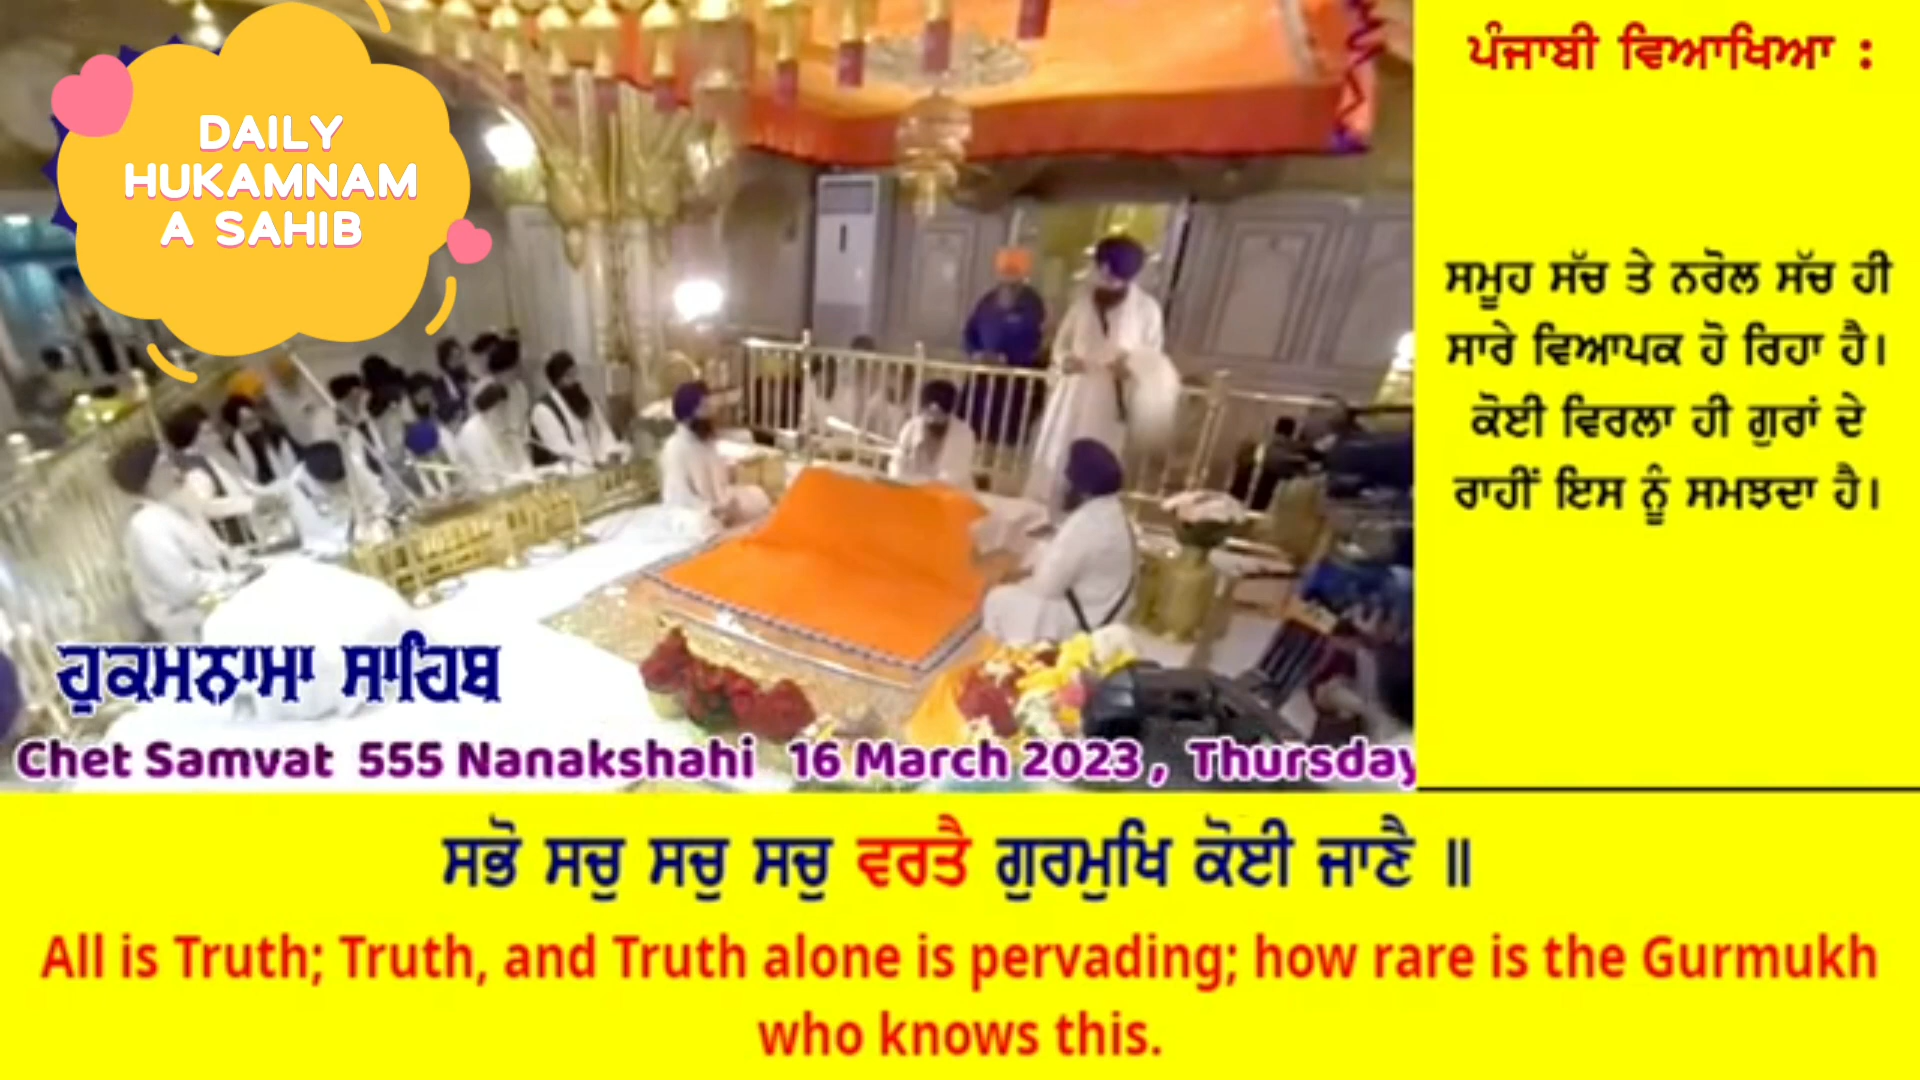 DAILY
HUKAMNAM
A SAHIB
ਪੰਜਾਬੀ ਵਿਆਖਿਆ :
ਸਮੂਹ ਸੱਚ ਤੇ ਨਰੋਲ ਸੱਚ ਹੀ
ਸਾਰੇ ਵਿਆਪਕ ਹੋ ਰਿਹਾ ਹੈ।
ਕੋਈ ਵਿਰਲਾ ਹੀ ਗੁਰਾਂ ਦੇ
ਰਾਹੀਂ ਇਸ ਨੂੰ ਸਮਝਦਾ ਹੈ।
ਹੁਕਮਨਾਮਾ ਸਾਹਿਬ
Chet Samvat 555 Nanakshahi 16 March 2023 , Thursday
ਸਭੋ ਸਚੁ ਸਚੁ ਸਚੁ ਵਰਤੈ ਗੁਰਮੁਖਿ ਕੋਈ ਜਾਣੈ ॥
All is Truth; Truth, and Truth alone is pervading; how rare is the Gurmukh
who knows this.